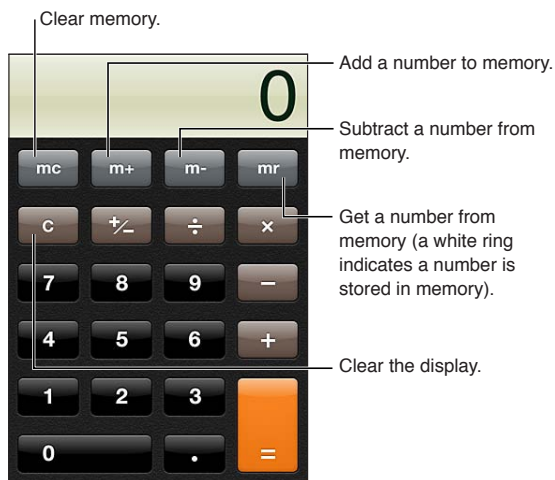 Clear memory.
Add a number to memory.
0
Subtract a number from
memory.
mc m+ m- mr
Get a number from
memory (a white ring
indicates a number is
stored in memory).
c +/− ÷ ×
7 8 9 −
4 5 6 +
Clear the display.
1 2 3
0 . =